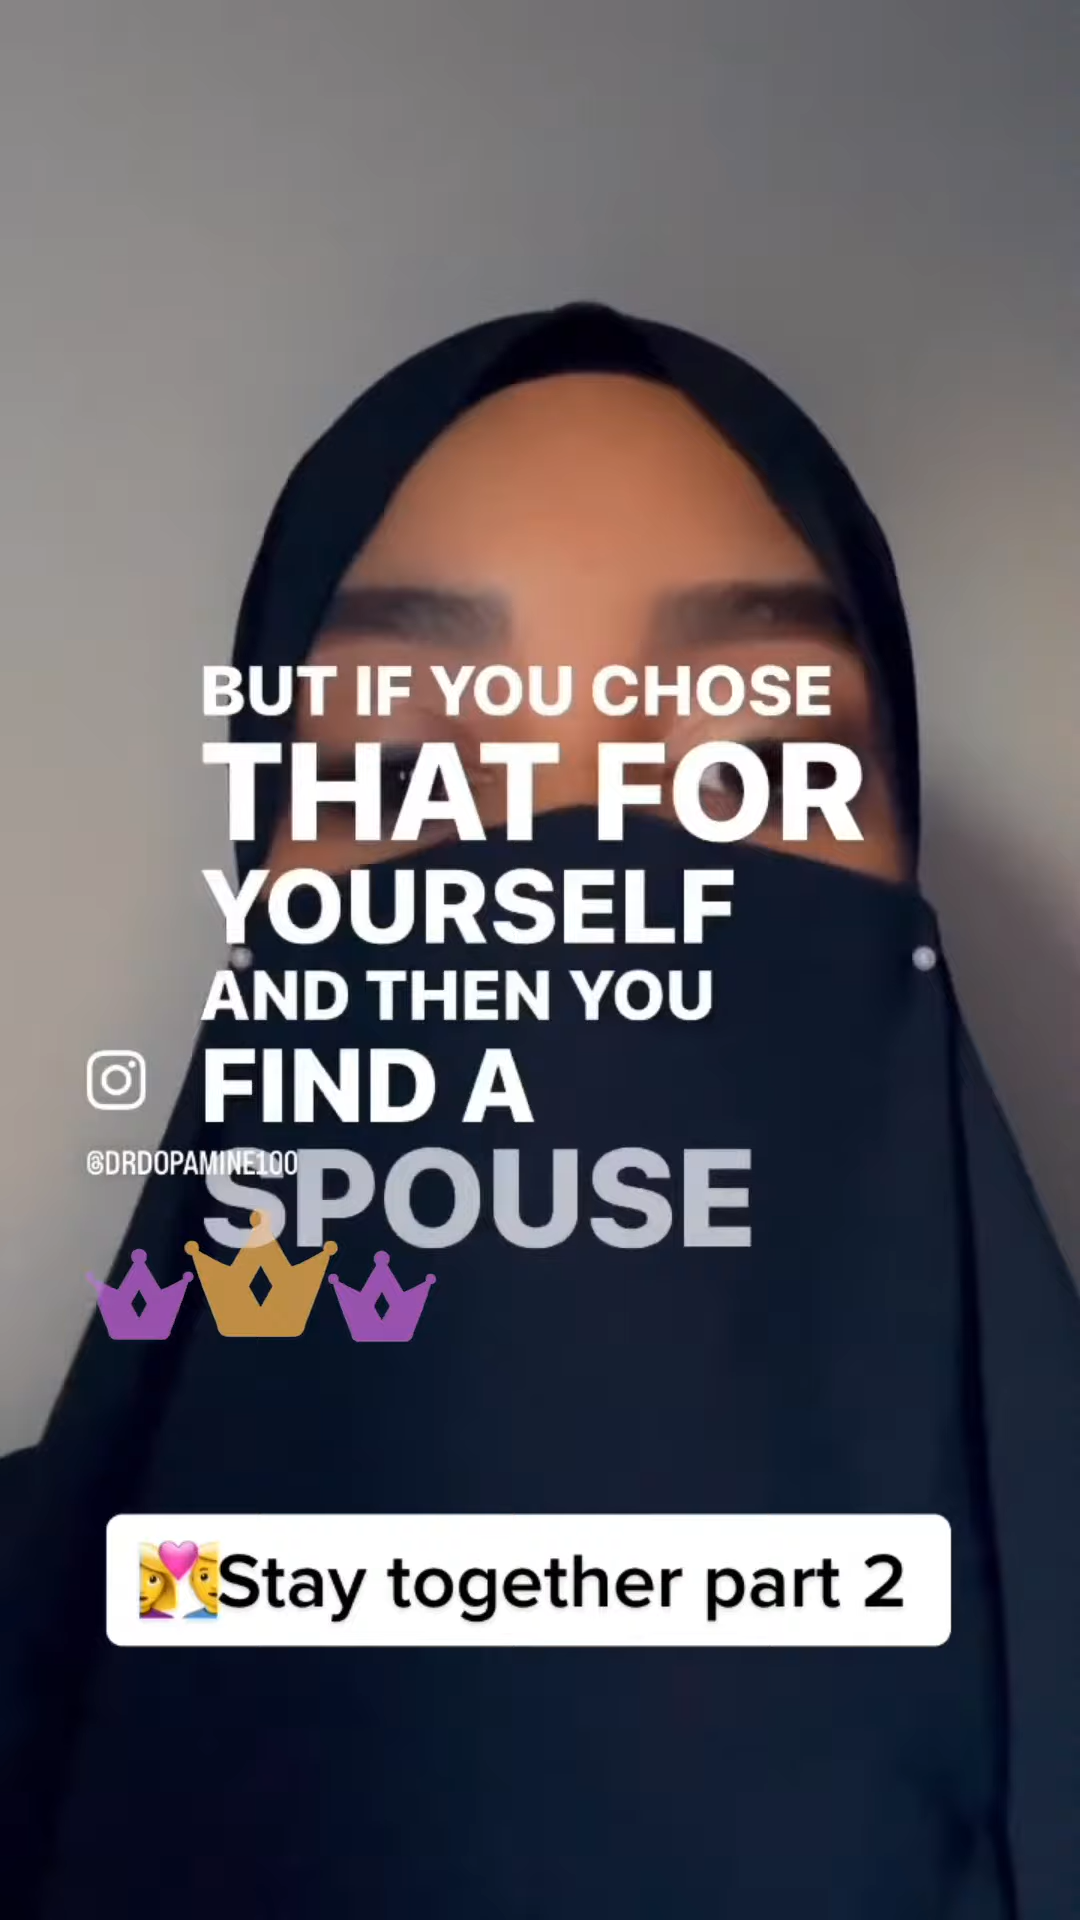 BUT IF YOU CHOSE
THAT FOR
YOURSELF
AND THEN YOU
FIND A
SPOUSE
@DRDOPAMINE100
Stay together part 2